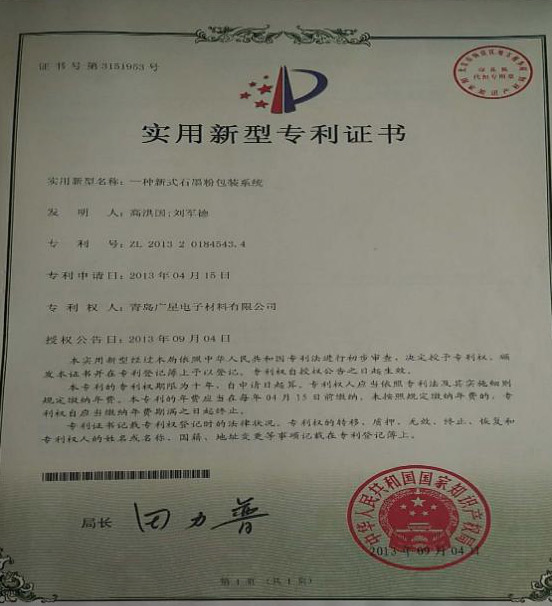 证书号第3151953号
实用新型专利证书
实用新型名称：一种新式石墨粉包装系统
发 明 人：高洪国;刘军德
专 利 号：ZL 2013 2 0184543.4
专利申请日：2013年04月15日
专 利 权 人：青岛广星电子材料有限公司
授权公告日：2013年09月04日
本实用新型经过本局依照中华人民共和国专利法进行初步审查，决定授予专利权，颁
发本证书并在专利登记簿上予以登记。专利权自授权公告之日起生效。
本专利的专利权期限为十年，自申请日起算。专利权人应当依照专利法及其实施细则
规定缴纳年费。本专利的年费应当在每年04月15日前缴纳。未按照规定缴纳年费的，专利
权自应当缴纳年费期满之日起终止。
专利证书记载专利权登记时的法律状况。专利权的转移、质押、无效、终止、恢复和
专利权人的姓名或名称、国籍、地址变更等事项记载在专利登记簿上。
局长 田力普
中华人民共和国国家知识产权局
2013年09月04日
第1页（共1页）